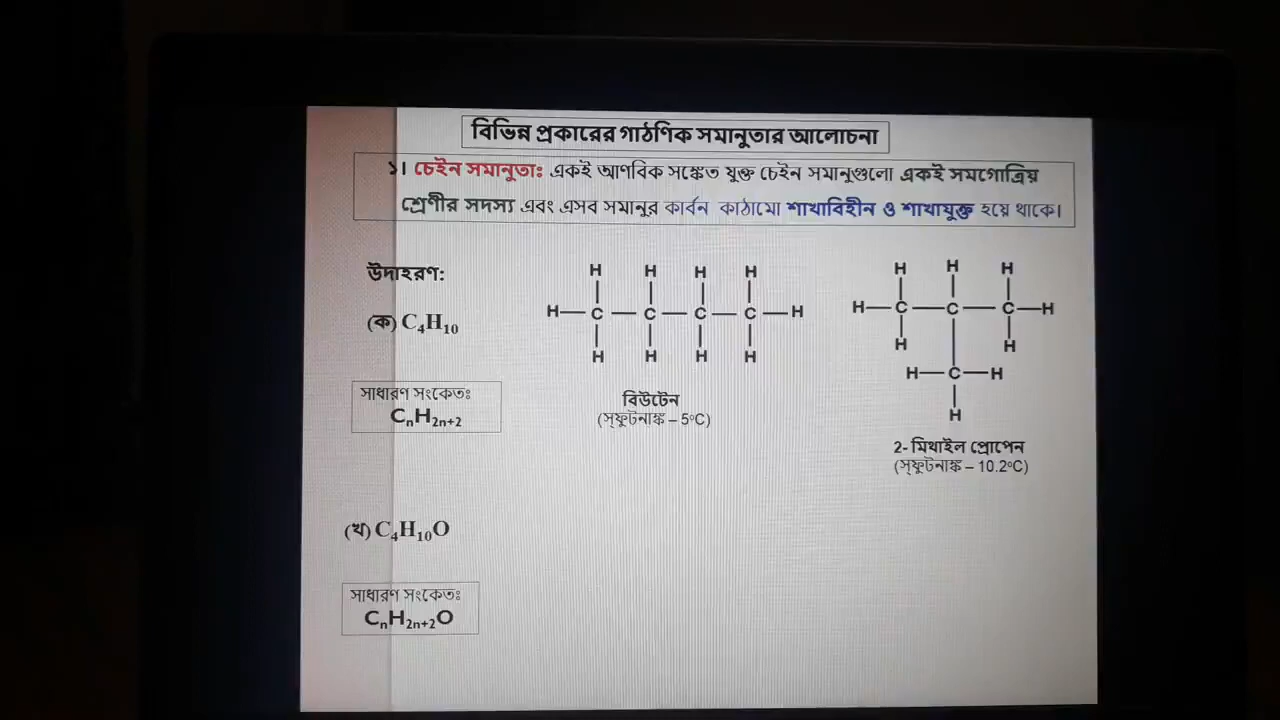 বিভিন্ন প্রকারের গাঠণিক সমানুতার আলোচনা
১। চেইন সমানুতাঃ একই আণবিক সঙ্কেত যুক্ত চেইন সমানুগুলো একই সমগোত্রিয়
শ্রেণীর সদস্য এবং এসব সমানুর কার্বন কাঠামো শাখাবিহীন ও শাখাযুক্ত হয়ে থাকে।
উদাহরণ:
(ক) C₄H₁₀
H H H H
H—C—C—C—C—H
H H H H
বিউটেন
(স্ফুটনাঙ্ক – 5°C)
H H H
H—C—C—C—H
H H
H—C—H
H
2-মিথাইল প্রোপেন
(স্ফুটনাঙ্ক – 10.2°C)
সাধারণ সংকেতঃ
CₙH₂ₙ₊₂
(খ) C₄H₁₀O
সাধারণ সংকেতঃ
CₙH₂ₙ₊₂O